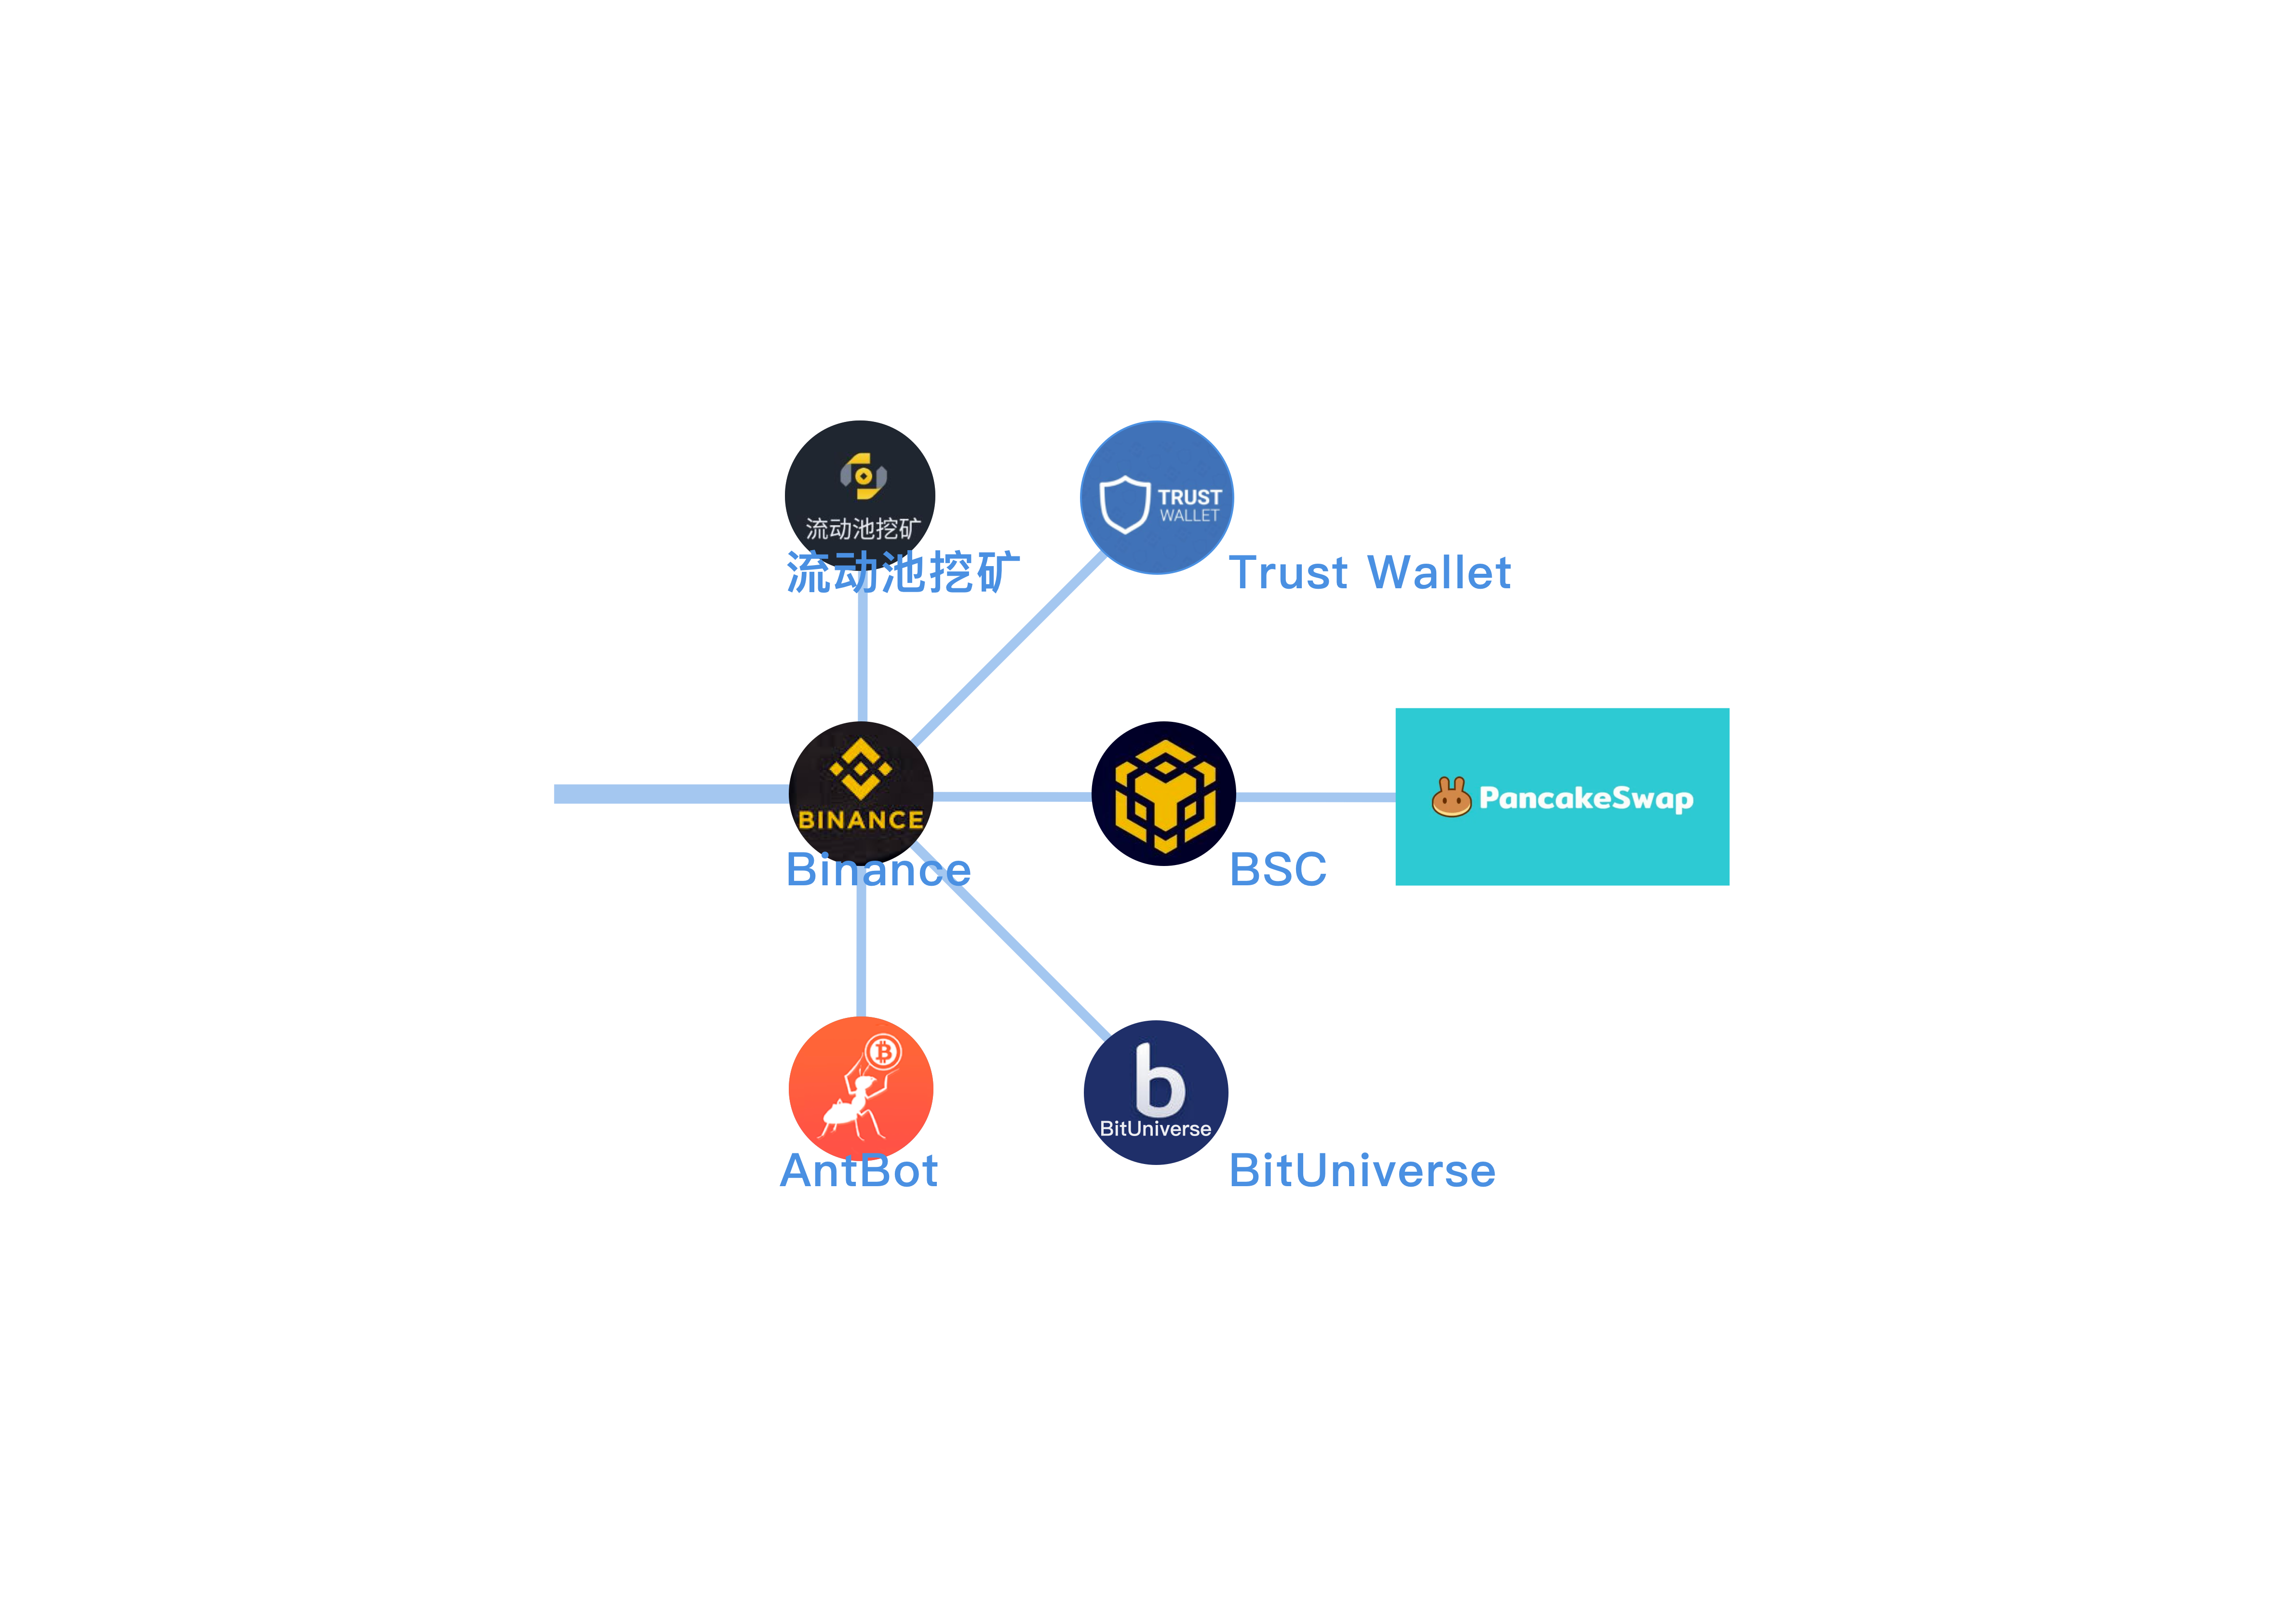 流动池挖矿
流动池挖矿
TRUST
WALLET
Trust Wallet
BINANCE
Binance
BSC
PancakeSwap
B
AntBot
b
BitUniverse
BitUniverse